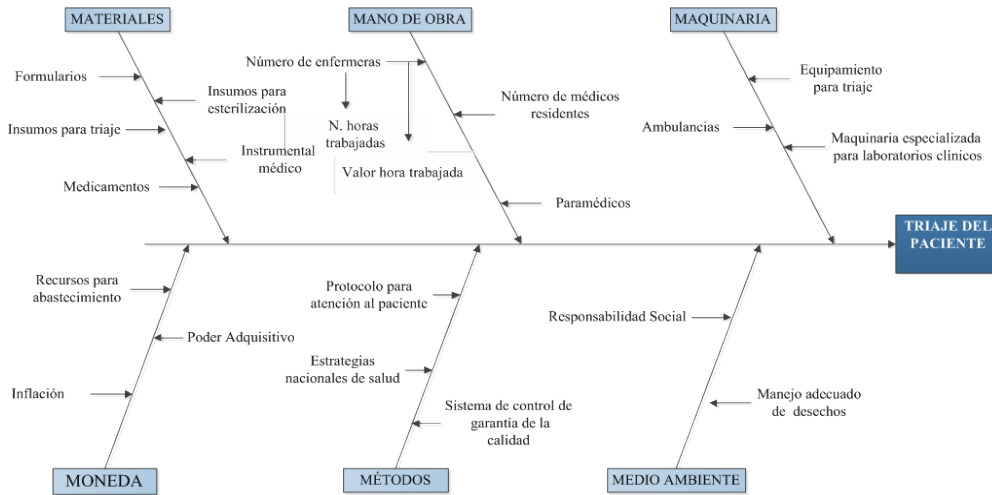 MATERIALES
MANO DE OBRA
MAQUINARIA
Formularios
Insumos para
esterilización
Insumos para triaje
Instrumental
médico
Medicamentos
Número de enfermeras
N. horas
trabajadas
Valor hora trabajada
Número de médicos
residentes
Paramédicos
Equipamiento
para triaje
Ambulancias
Maquinaria especializada
para laboratorios clínicos
TRIAJE DEL
PACIENTE
Recursos para
abastecimiento
Poder Adquisitivo
Inflación
Protocolo para
atención al paciente
Estrategias
nacionales de salud
Sistema de control de
garantía de la
calidad
Responsabilidad Social
Manejo adecuado
de desechos
MONEDA
MÉTODOS
MEDIO AMBIENTE